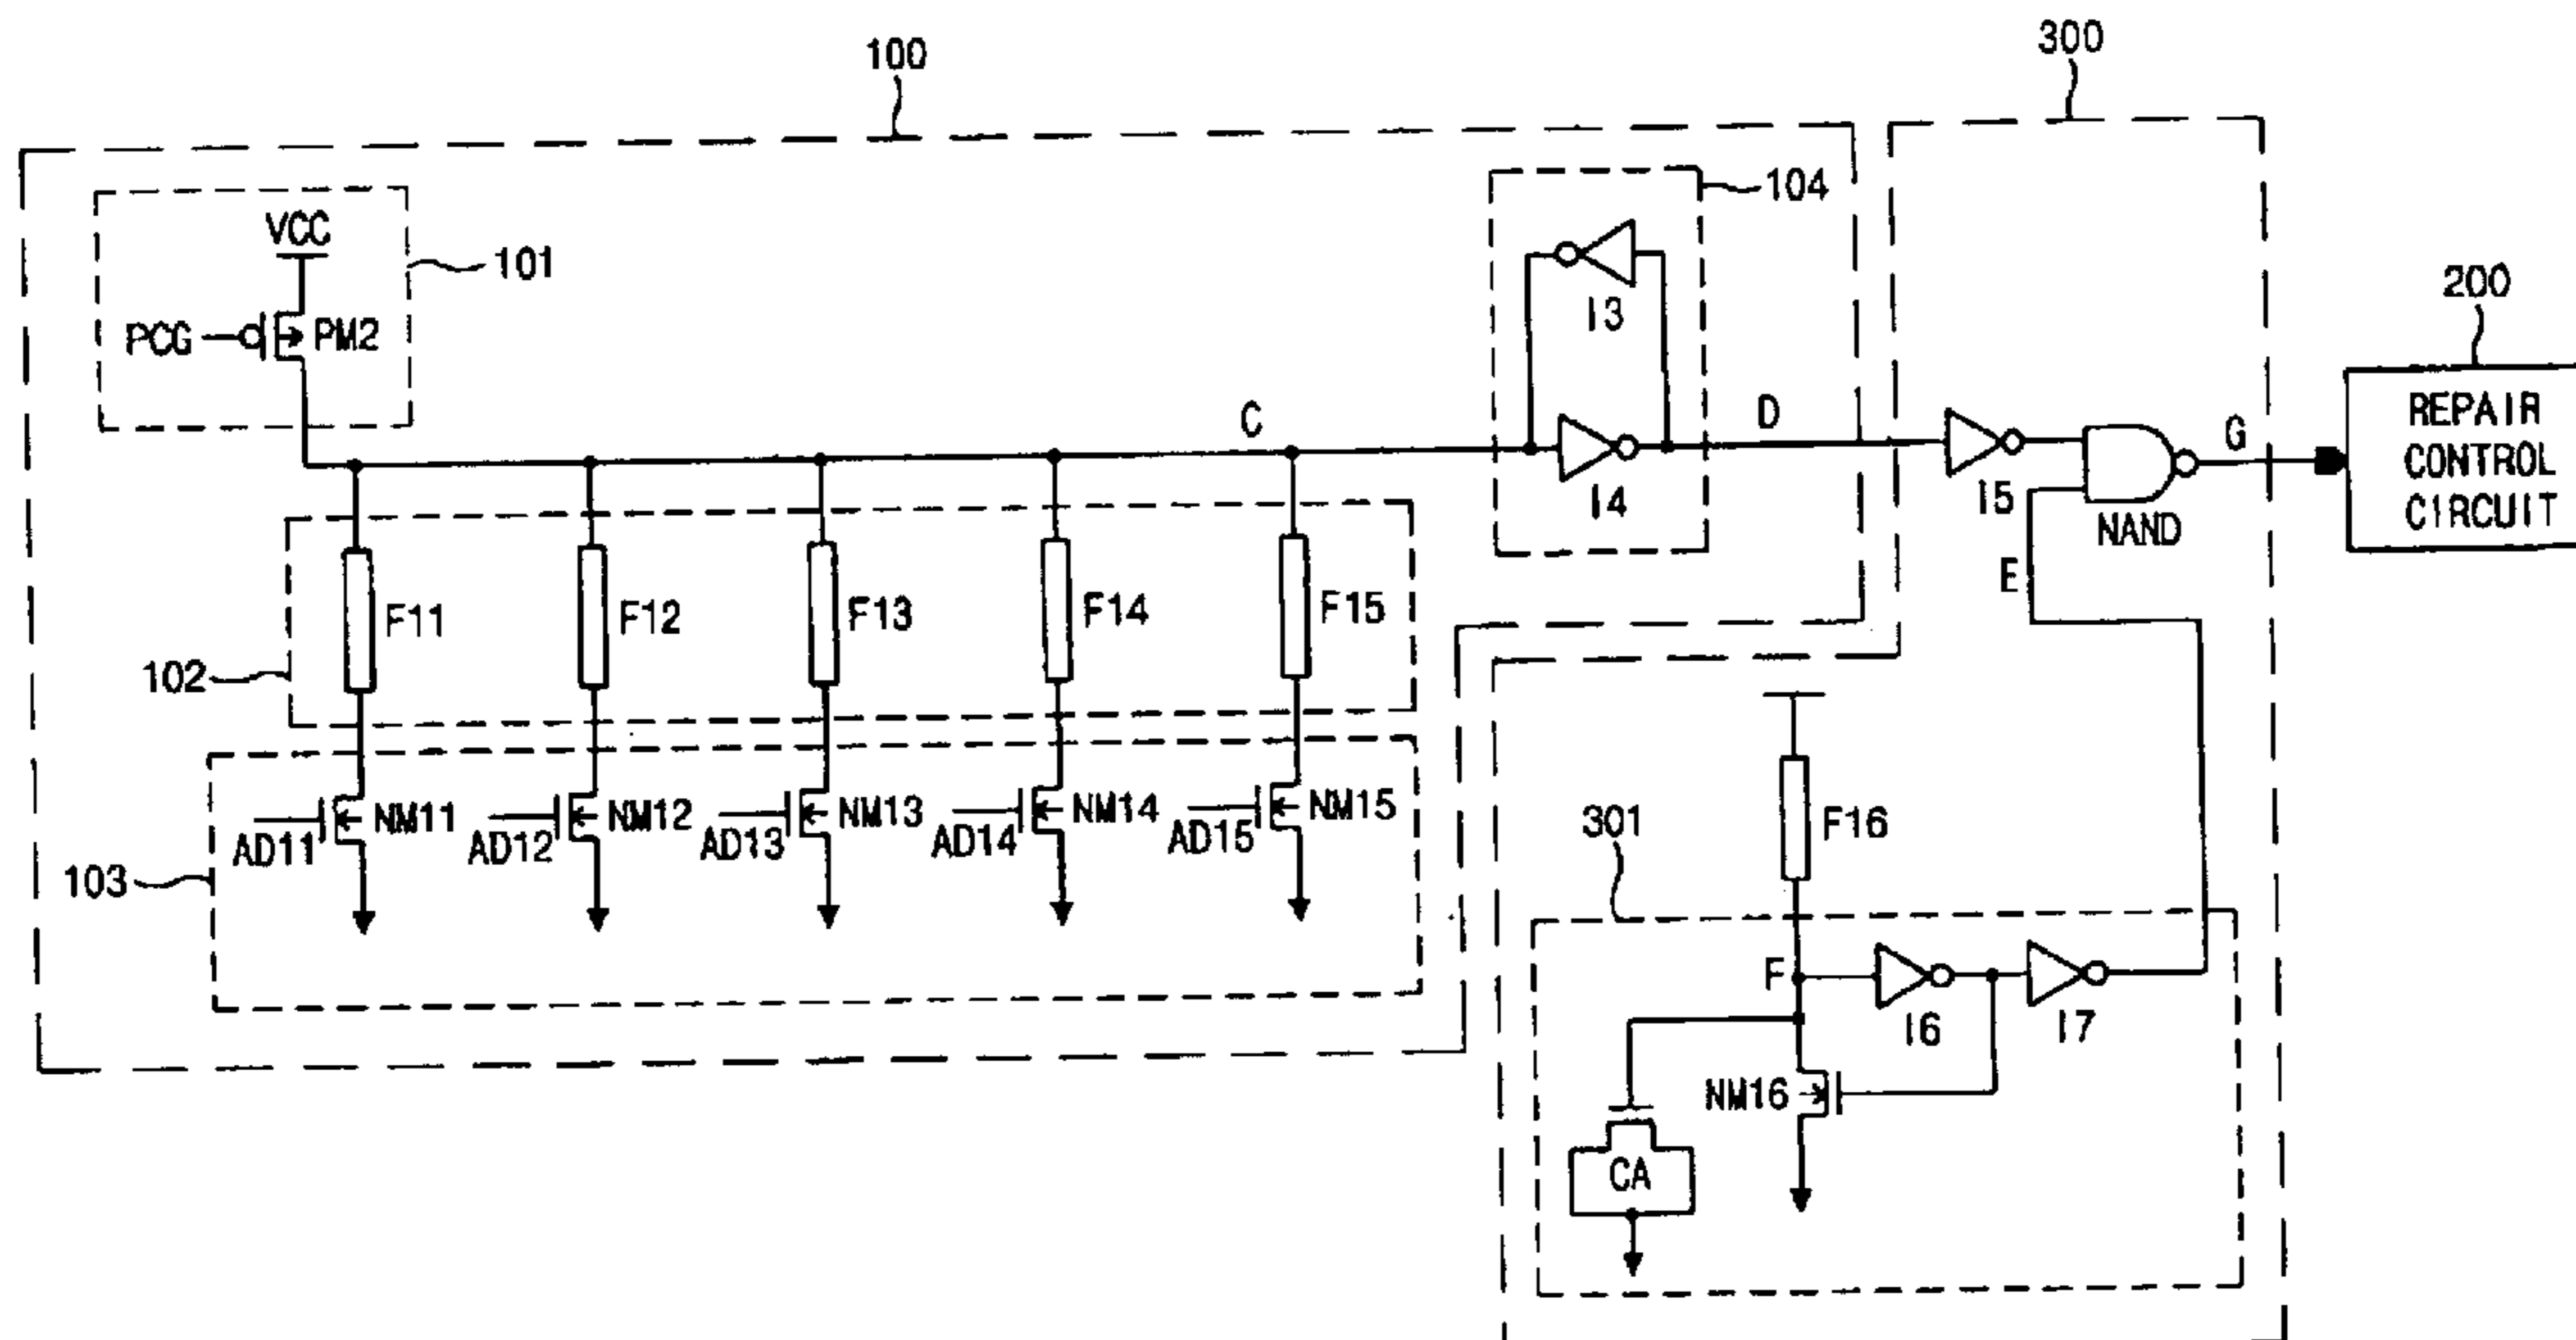 100
300
VCC
101
104
PCG
PM2
I3
200
C
D
G
REPAIR
CONTROL
CIRCUIT
I4
I5
NAND
E
F11
F12
F13
F14
F15
102
F16
301
AD11
NM11
AD12
NM12
AD13
NM13
AD14
NM14
AD15
NM15
103
F
I6
I7
NM16
CA